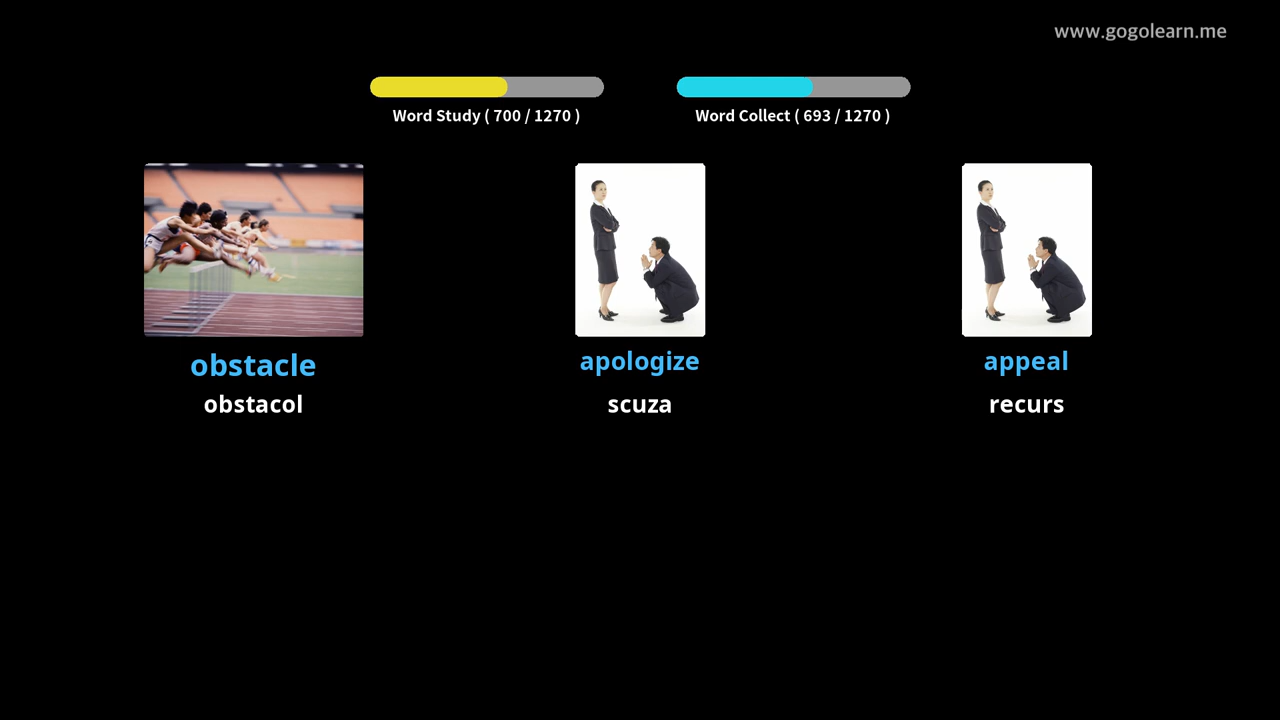 www.gogolearn.me
Word Study ( 700 / 1270 )
Word Collect ( 693 / 1270 )
obstacle
obstacol
apologize
scuza
appeal
recurs